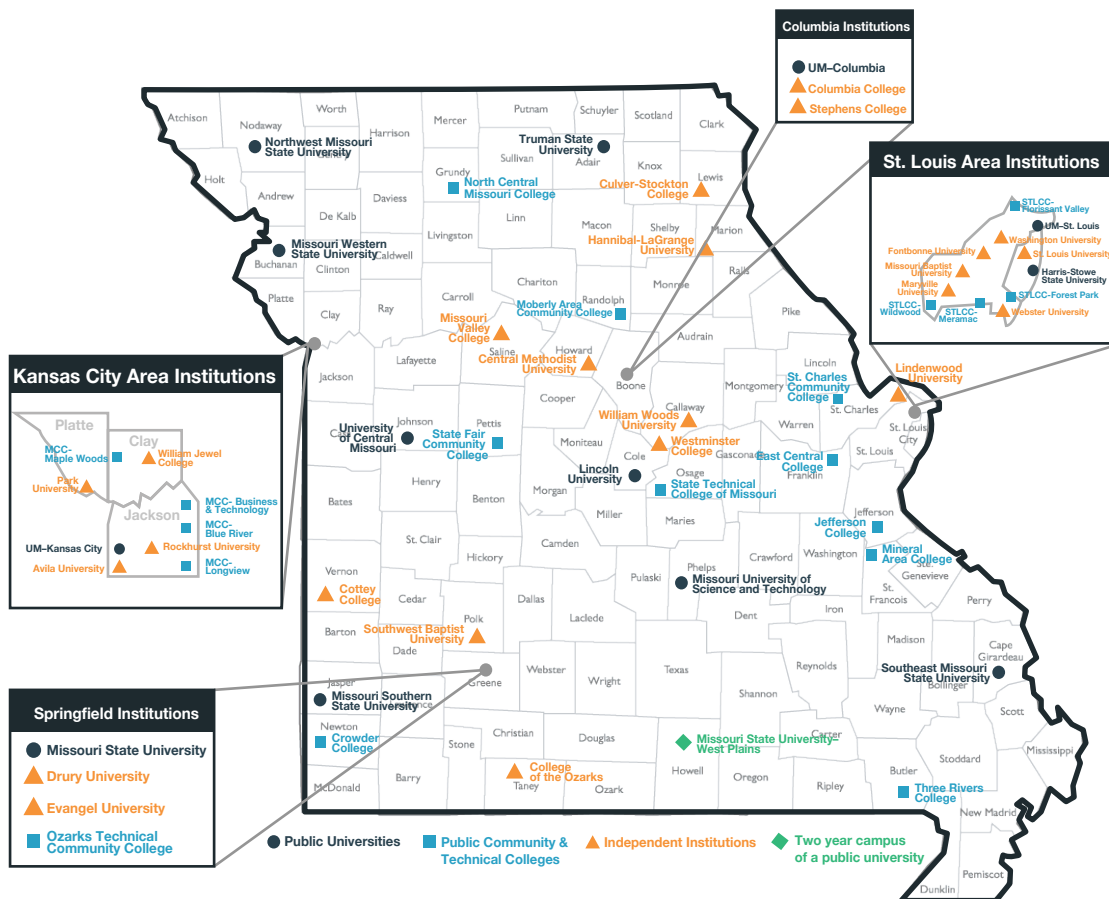 Columbia Institutions
UM–Columbia
Columbia College
Stephens College
St. Louis Area Institutions
STLCC-
Florissant Valley
UM–St. Louis
Washington University
Fontbonne University
St. Louis University
Missouri Baptist
University
Harris-Stowe
State University
Maryville
University
STLCC-Forest Park
STLCC-
Wildwood
STLCC-
Meramac
Webster University
Atchison
Nodaway
Worth
Harrison
Mercer
Putnam
Schuyler
Scotland
Clark
Northwest Missouri
State University
Truman State
University
Sullivan
Adair
Knox
Lewis
Holt
Andrew
Daviess
Grundy
North Central
Missouri College
Culver-Stockton
College
De Kalb
Linn
Macon
Shelby
Marion
Livingston
Hannibal-LaGrange
University
Missouri Western
State University
Buchanan
Clinton
Caldwell
Chariton
Monroe
Ralls
Platte
Clay
Ray
Carroll
Randolph
Moberly Area
Community College
Pike
Missouri
Valley
College
Saline
Howard
Audrain
Central Methodist
University
Boone
Lafayette
Jackson
Lincoln
Montgomery
St. Charles
Community
College
St. Charles
Lindenwood
University
St. Louis
City
Cooper
Callaway
William Woods
University
Warren
Johnson
Pettis
University
of Central
Missouri
State Fair
Community
College
Moniteau
Cole
Westminster
College
Osage
East Central
College
Franklin
St. Louis
Lincoln
University
State Technical
College of Missouri
Henry
Bates
Benton
Morgan
Miller
Maries
Jefferson
Jefferson
College
St. Clair
Hickory
Camden
Crawford
Washington
Mineral
Area College
Genevieve
Vernon
Pulaski
Phelps
Missouri University of
Science and Technology
St.
Francois
Perry
Cottey
College
Cedar
Polk
Dallas
Laclede
Dent
Iron
Barton
Southwest Baptist
University
Dade
Madison
Cape
Girardeau
Reynolds
Southeast Missouri
State University
Bollinger
Greene
Webster
Wright
Texas
Shannon
Jasper
Missouri Southern
State University
Wayne
Scott
Newton
Crowder
College
Stone
Christian
Douglas
Missouri State University–
West Plains
Howell
Carter
Stoddard
Mississippi
McDonald
Barry
College
of the Ozarks
Taney
Ozark
Oregon
Ripley
Butler
Three Rivers
College
New Madrid
Pemiscot
Dunklin
Kansas City Area Institutions
Platte
Clay
MCC-
Maple Woods
William Jewel
College
Park
University
Jackson
MCC- Business
& Technology
MCC-
Blue River
UM–Kansas City
Rockhurst University
Avila University
MCC-
Longview
Springfield Institutions
Missouri State University
Drury University
Evangel University
Ozarks Technical
Community College
Public Universities
Public Community &
Technical Colleges
Independent Institutions
Two year campus
of a public university